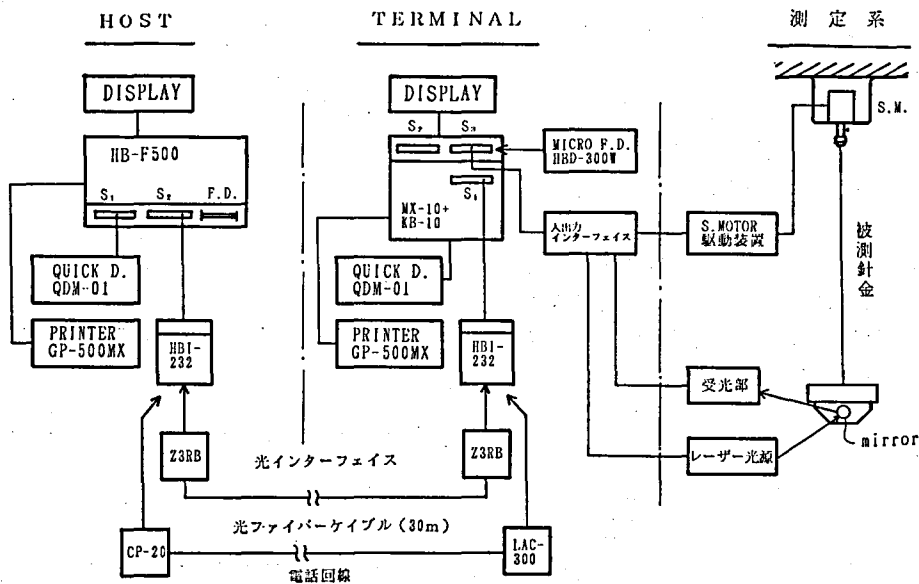 HOST
DISPLAY
HB-F500
S₁
S₂
F.D.
QUICK D.
QDM-01
PRINTER
GP-500MX
HBI-
232
Z3RB
CP-20
TERMINAL
DISPLAY
S₂
S₃
MICRO F.D.
HBD-300W
S₁
MX-10+
KB-10
QUICK D.
QDM-01
PRINTER
GP-500MX
HBI-
232
Z3RB
LAC-
300
光インターフェイス
光ファイバーケイブル(30m)
電話回線
測定系
S.M.
入出力
インターフェイス
S.MOTOR
駆動装置
被測針金
受光部
レーザー光源
mirror